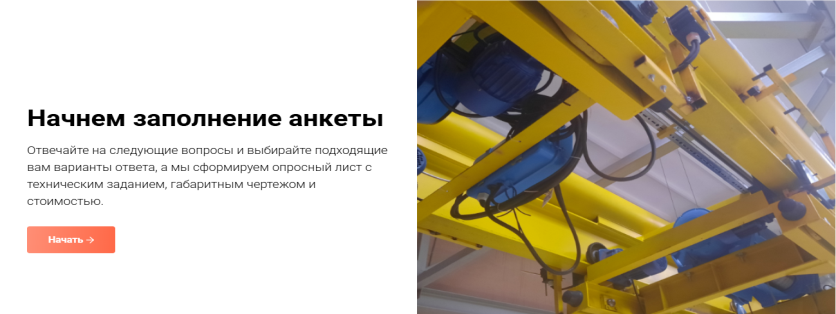 Начнем заполнение анкеты
Отвечайте на следующие вопросы и выбирайте подходящие
вам варианты ответа, а мы сформируем опросный лист с
техническим заданием, габаритным чертежом и
стоимостью.
Начать →